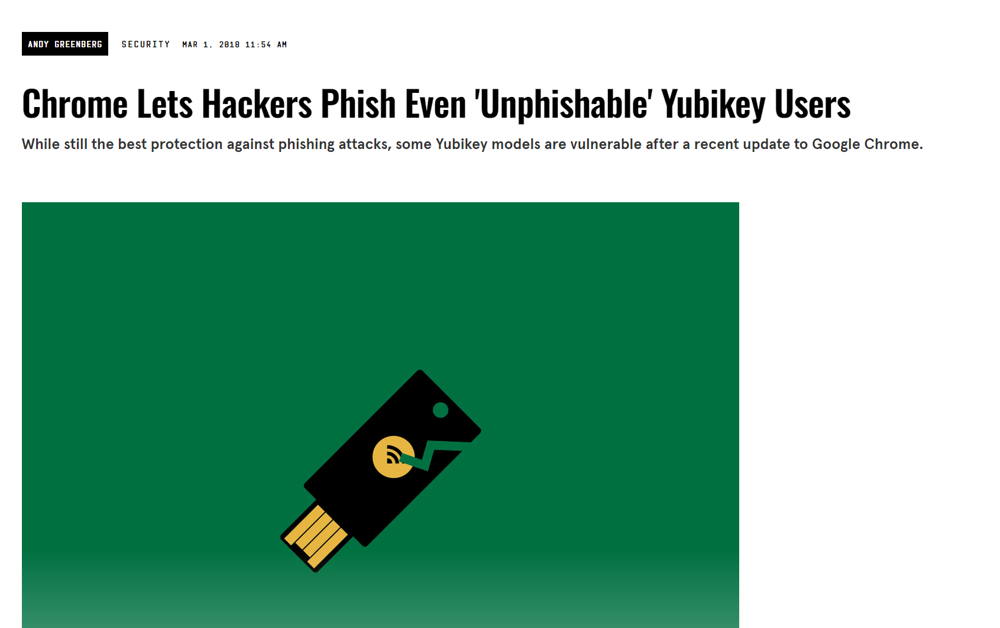 ANDY GREENBERG SECURITY MAR 1, 2018 11:54 AM
Chrome Lets Hackers Phish Even 'Unphishable' Yubikey Users
While still the best protection against phishing attacks, some Yubikey models are vulnerable after a recent update to Google Chrome.